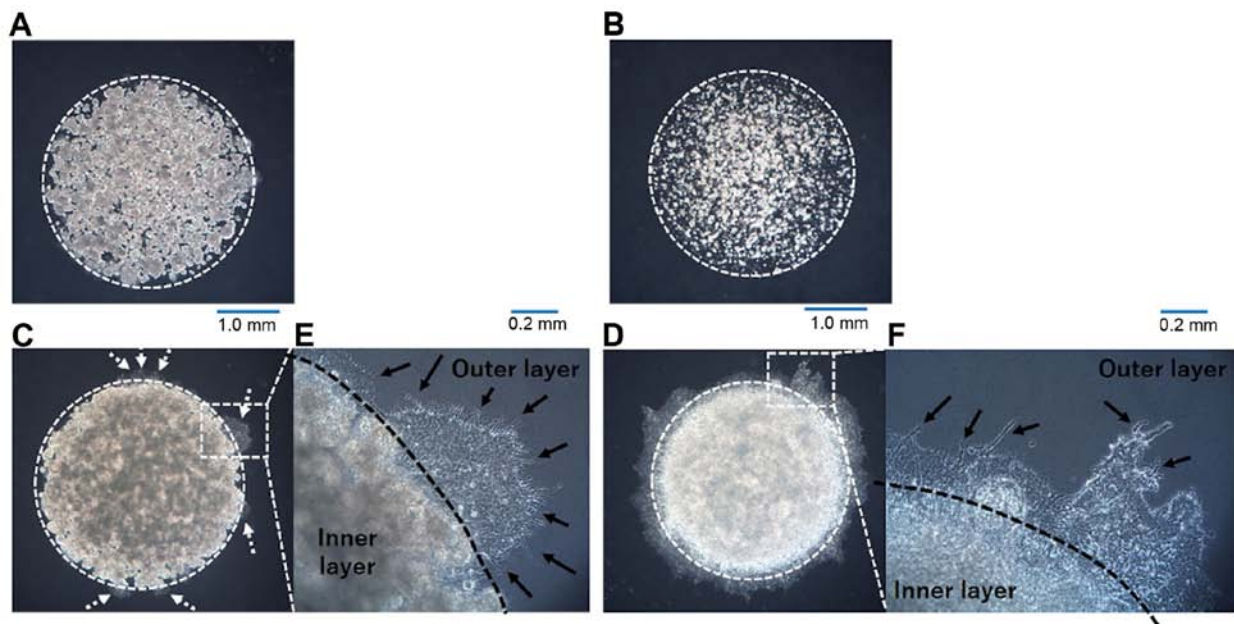 A
B
1.0 mm
0.2 mm
1.0 mm
0.2 mm
C
E
D
F
Outer layer
Outer layer
Inner
layer
Inner layer